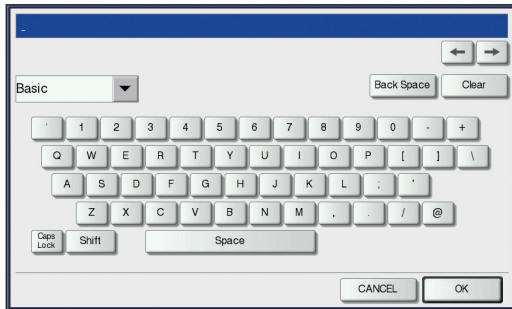 _
← →
Basic Back Space Clear
` 1 2 3 4 5 6 7 8 9 0 - +
Q W E R T Y U I O P [ ] \
A S D F G H J K L ; '
Z X C V B N M , . / @
Caps Lock Shift Space
CANCEL OK